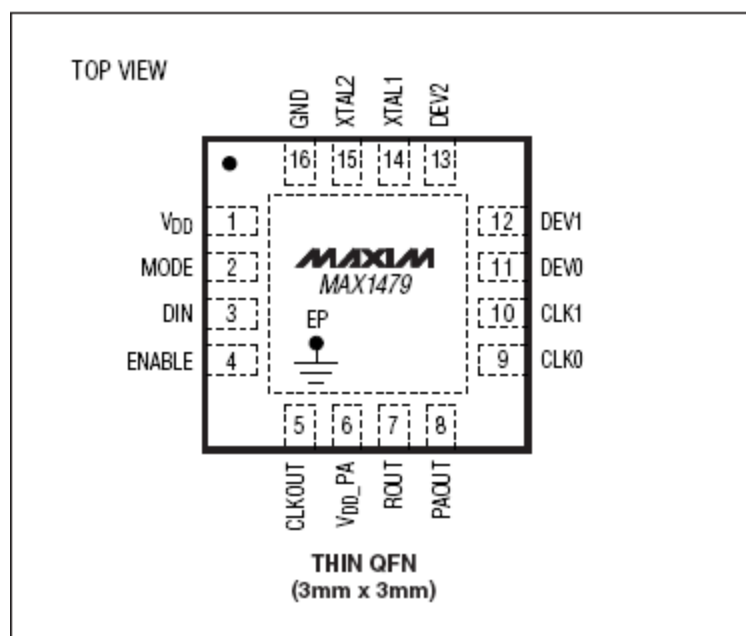 TOP VIEW
GND
XTAL2
XTAL1
DEV2
16
15
14
13
VDD
1
MODE
2
DIN
3
ENABLE
4
MAXIM
MAX1479
EP
12
DEV1
11
DEV0
10
CLK1
9
CLK0
5
6
7
8
CLKOUT
VDD_PA
ROUT
PAOUT
THIN QFN
(3mm x 3mm)